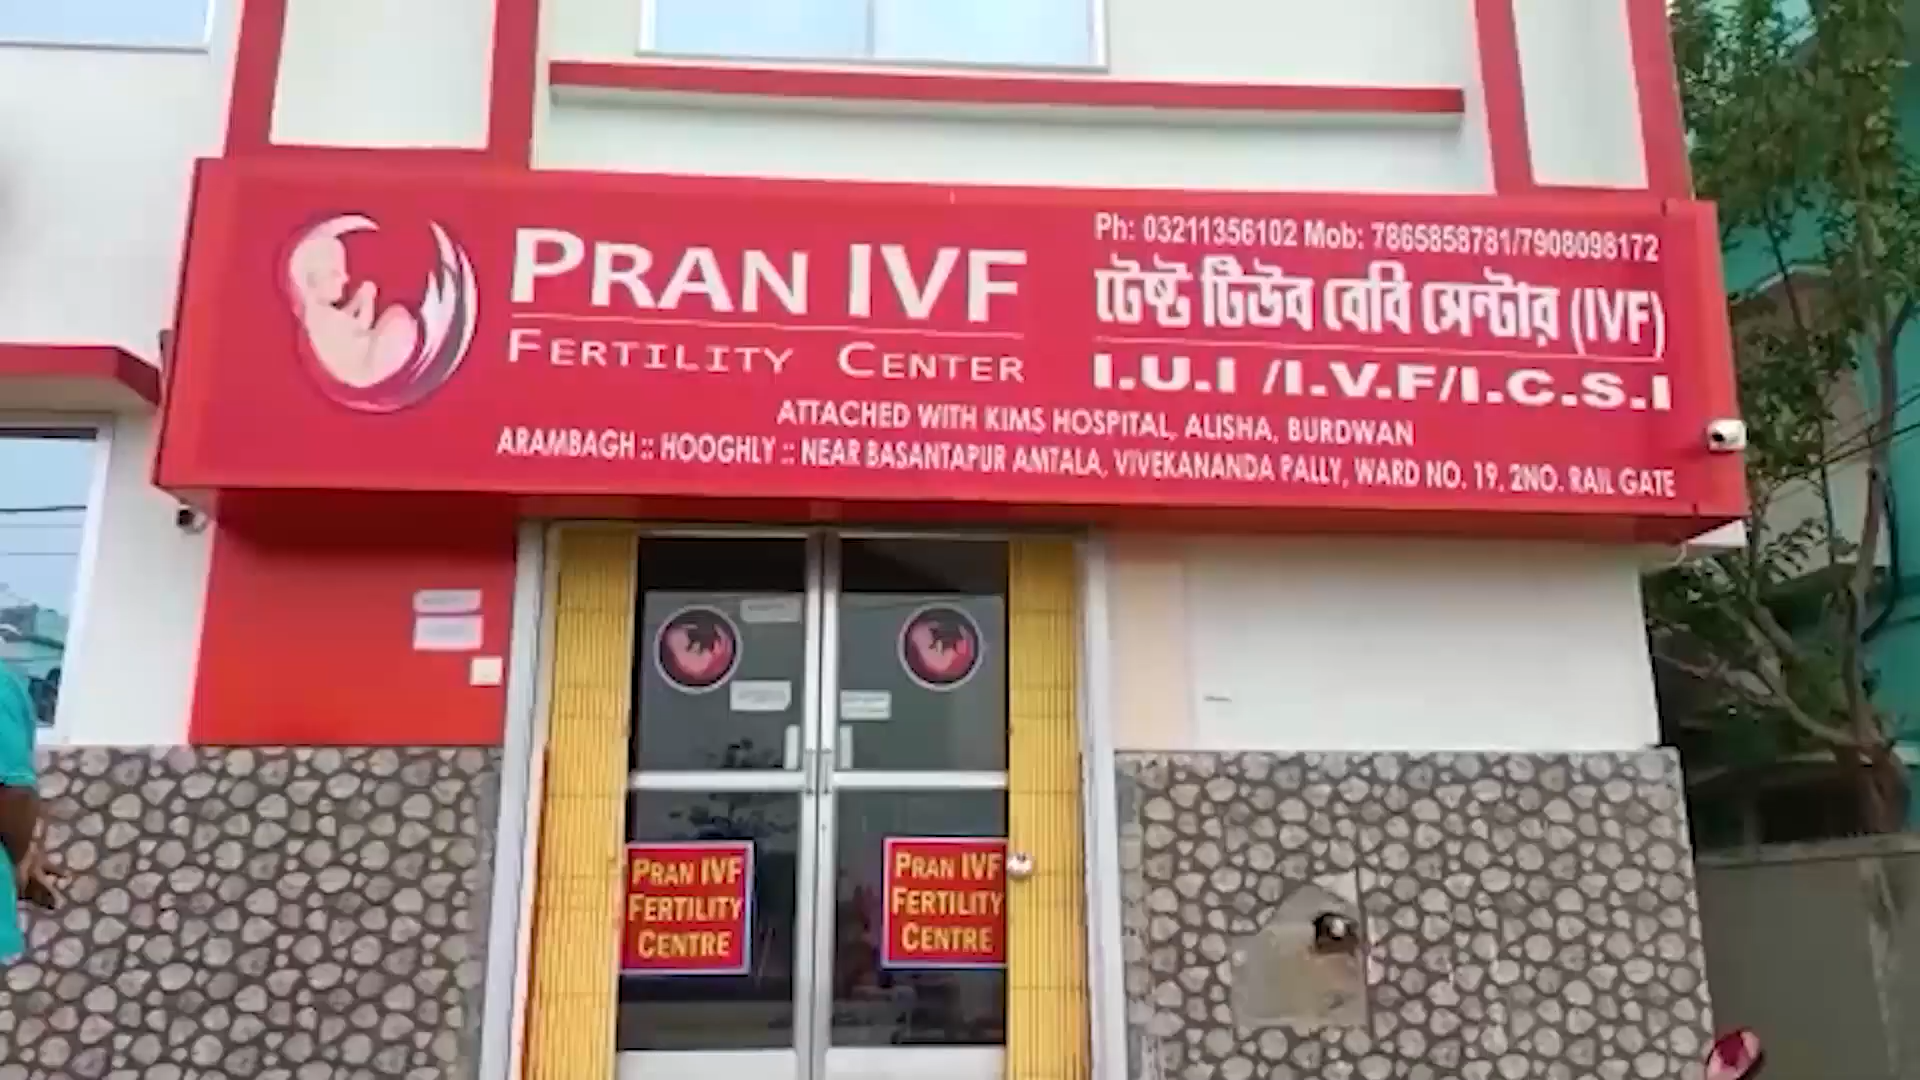 PRAN IVF
FERTILITY CENTER
Ph: 03211356102 Mob: 7865858781/7908098172
টেষ্ট টিউব বেবি সেন্টার (IVF)
I.U.I /I.V.F/I.C.S.I
ATTACHED WITH KIMS HOSPITAL, ALISHA, BURDWAN
ARAMBAGH :: HOOGHLY :: NEAR BASANTAPUR AMTALA, VIVEKANANDA PALLY, WARD NO. 19, 2NO. RAIL GATE
PRAN IVF
FERTILITY
CENTRE
PRAN IVF
FERTILITY
CENTRE